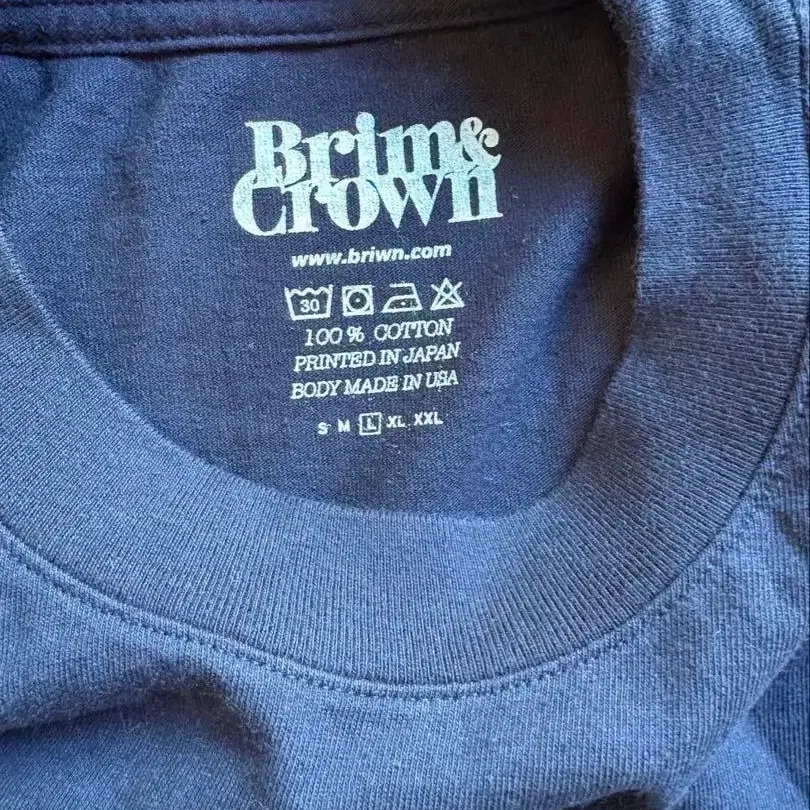 Brim&
Crown
www.briwn.com
30
100% COTTON
PRINTED IN JAPAN
BODY MADE IN USA
S M L XL XXL